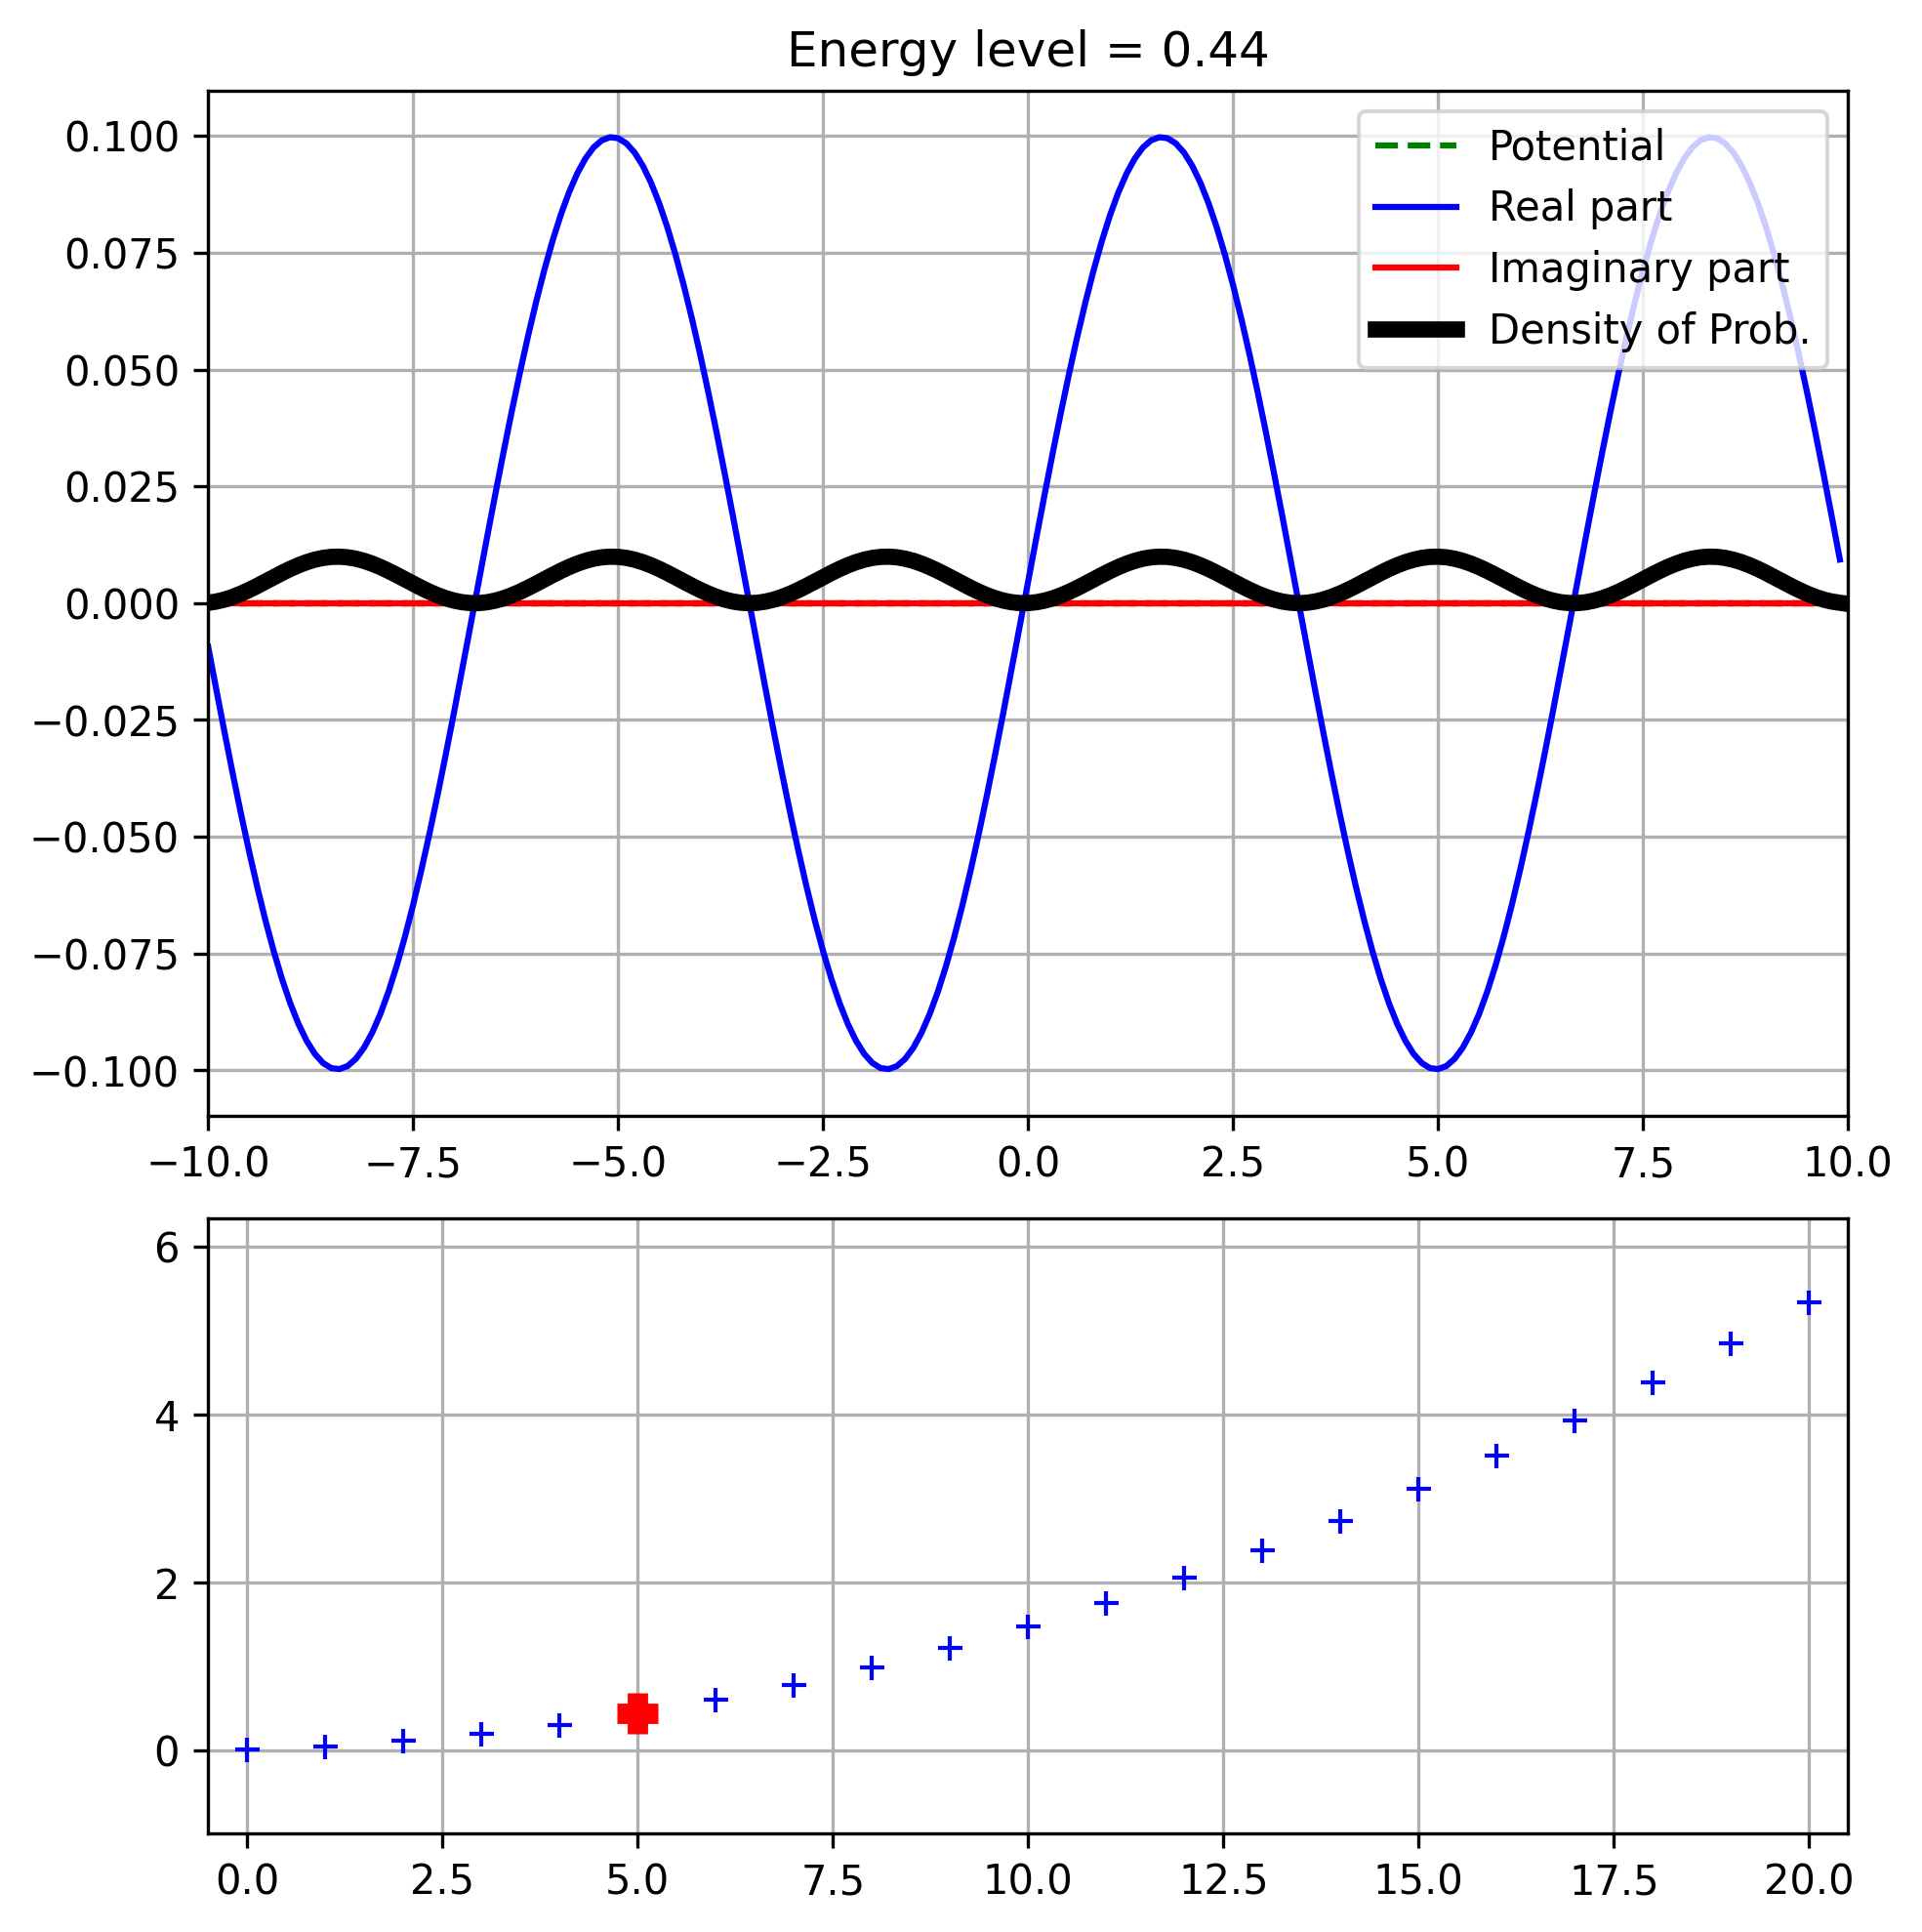 Energy level = 0.44
Potential
Real part
Imaginary part
Density of Prob.
0.100
0.075
0.050
0.025
0.000
−0.025
−0.050
−0.075
−0.100
−10.0 −7.5 −5.0 −2.5 0.0 2.5 5.0 7.5 10.0
6
4
2
0
0.0 2.5 5.0 7.5 10.0 12.5 15.0 17.5 20.0